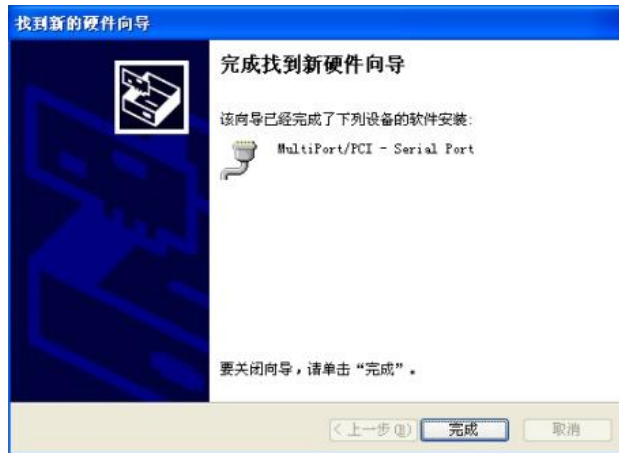 找到新的硬件向导
完成找到新硬件向导
该向导已经完成了下列设备的软件安装:
MultiPort/PCI - Serial Port
要关闭向导，请单击“完成”。
< 上一步(B) 完成 取消